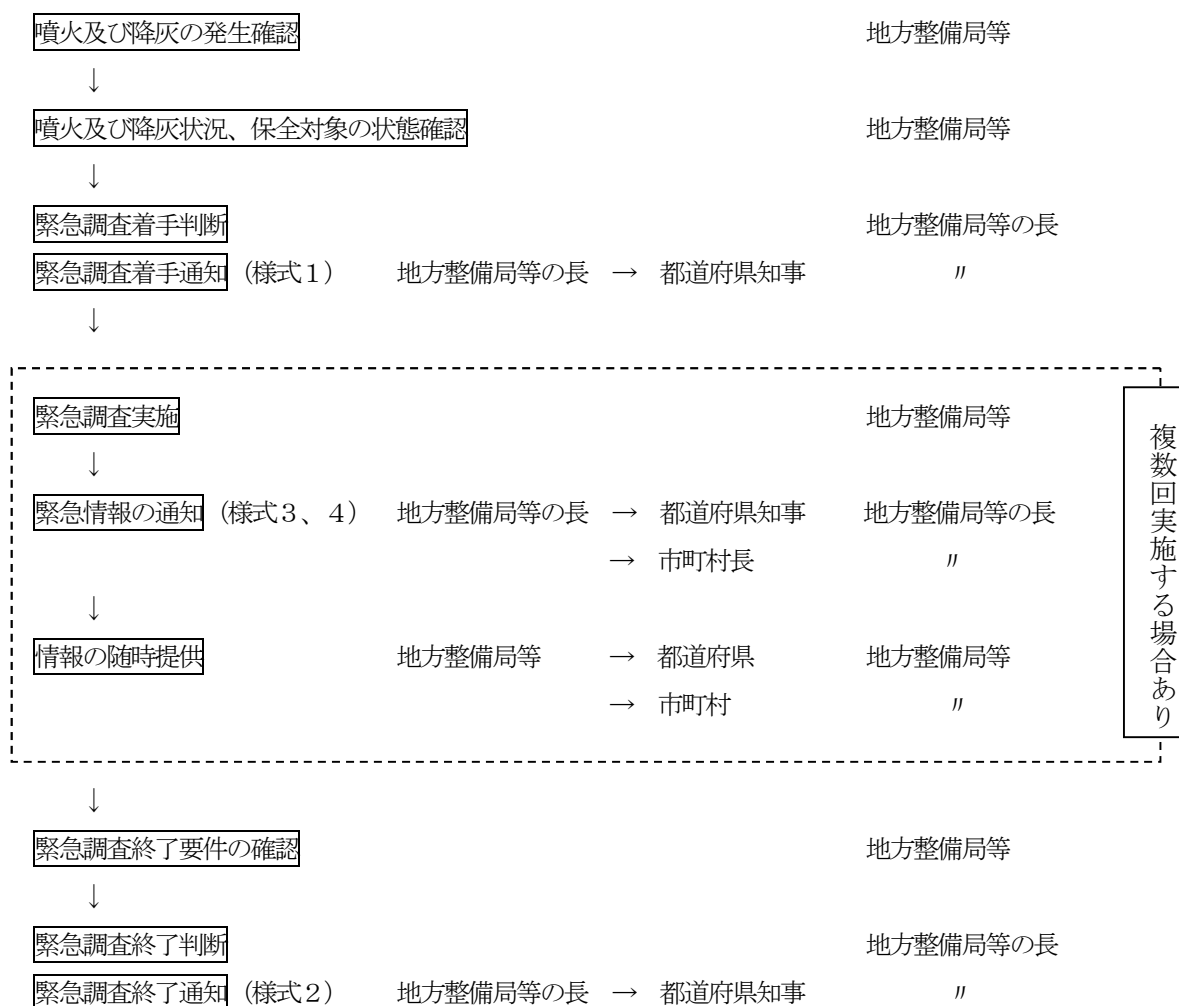 噴火及び降灰の発生確認 地方整備局等
↓
噴火及び降灰状況、保全対象の状態確認 地方整備局等
↓
緊急調査着手判断 地方整備局等の長
緊急調査着手通知（様式１） 地方整備局等の長 → 都道府県知事 〃
↓
緊急調査実施 地方整備局等
↓
緊急情報の通知（様式３、４） 地方整備局等の長 → 都道府県知事 地方整備局等の長
→ 市町村長 〃
↓
情報の随時提供 地方整備局等 → 都道府県 地方整備局等
→ 市町村 〃
複数回実施する場合あり
↓
緊急調査終了要件の確認 地方整備局等
↓
緊急調査終了判断 地方整備局等の長
緊急調査終了通知（様式２） 地方整備局等の長 → 都道府県知事 〃